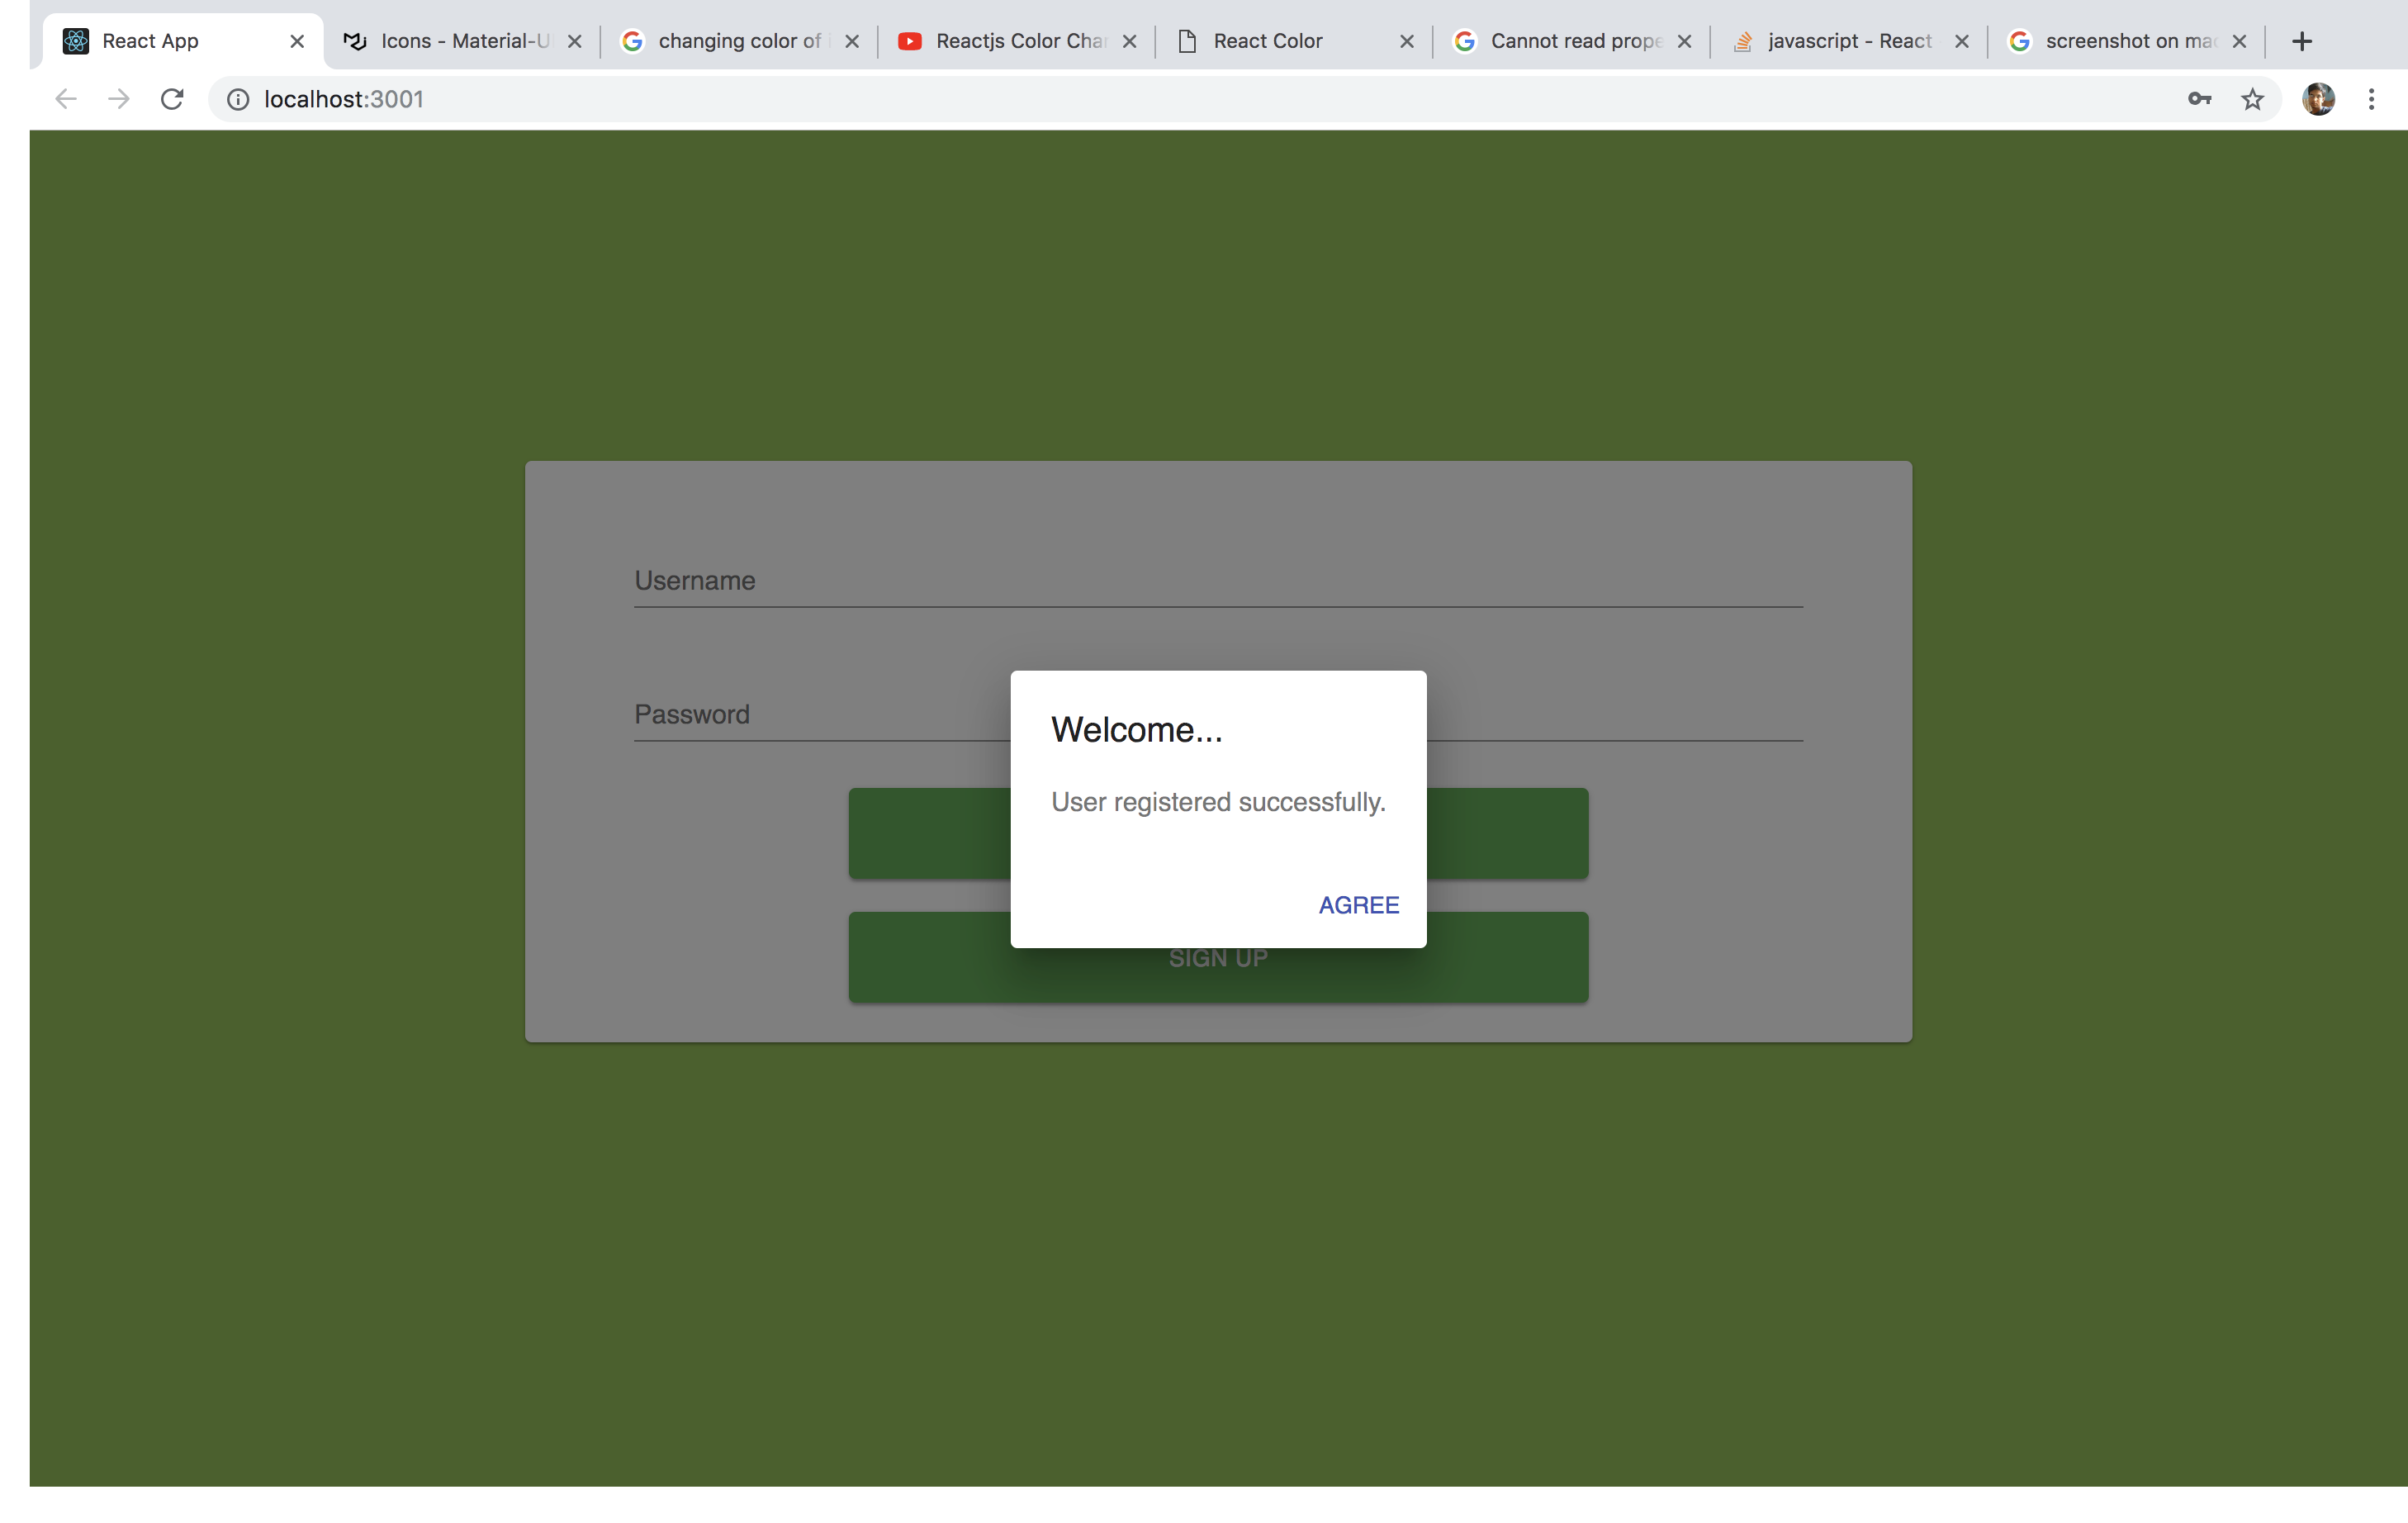 React App
Icons - Material-U
changing color of
Reactjs Color Cha
React Color
Cannot read prope
javascript - React
screenshot on ma
localhost:3001
Username
Password
Welcome...
User registered successfully.
AGREE
SIGN UP